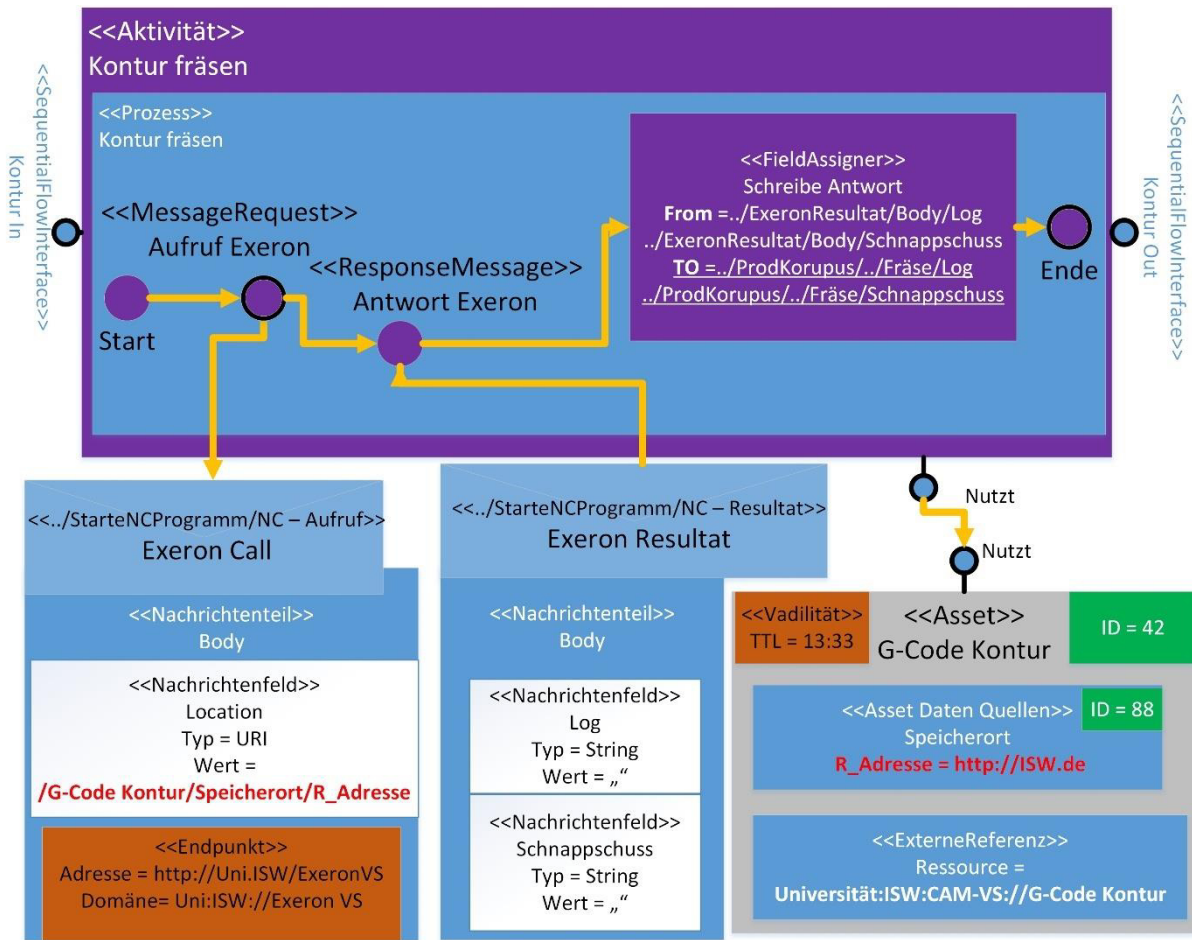 <<Aktivität>>
Kontur fräsen
<<SequentialFlowInterface>>
Kontur In
<<Prozess>>
Kontur fräsen
<<MessageRequest>>
Aufruf Exeron
<<ResponseMessage>>
Antwort Exeron
Start
<<FieldAssigner>>
Schreibe Antwort
From =../ExeronResultat/Body/Log
../ExeronResultat/Body/Schnappschuss
TO =../ProdKorupus/../Fräse/Log
../ProdKorupus/../Fräse/Schnappschuss
Ende
<<SequentialFlowInterface>>
Kontur Out
<<../StarteNCProgramm/NC – Aufruf>>
Exeron Call
<<Nachrichtenteil>>
Body
<<Nachrichtenfeld>>
Location
Typ = URI
Wert =
/G-Code Kontur/Speicherort/R_Adresse
<<Endpunkt>>
Adresse = http://Uni.ISW/ExeronVS
Domäne= Uni:ISW://Exeron VS
<<../StarteNCProgramm/NC – Resultat>>
Exeron Resultat
<<Nachrichtenteil>>
Body
<<Nachrichtenfeld>>
Log
Typ = String
Wert = „“
<<Nachrichtenfeld>>
Schnappschuss
Typ = String
Wert = „“
Nutzt
Nutzt
<<Vadilität>>
TTL = 13:33
<<Asset>>
G-Code Kontur
ID = 42
<<Asset Daten Quellen>>
Speicherort
R_Adresse = http://ISW.de
ID = 88
<<ExterneReferenz>>
Ressource =
Universität:ISW:CAM-VS://G-Code Kontur